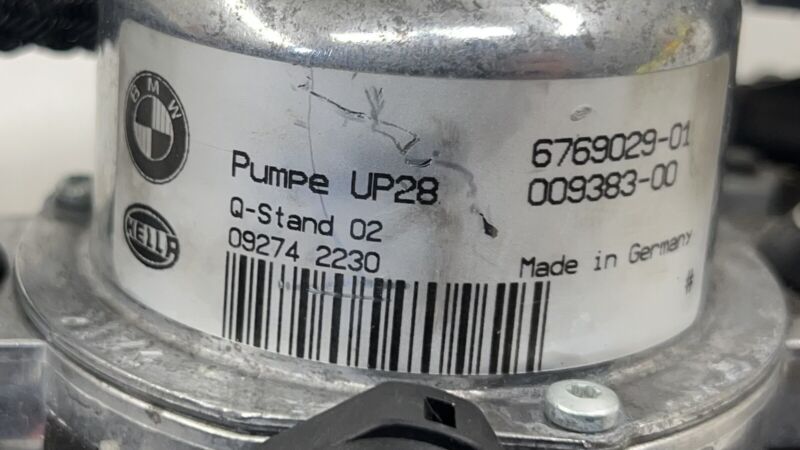 BMW
HELLA
Pumpe UP28
Q-Stand 02
09274 2230
6769029-01
009383-00
Made in Germany
#